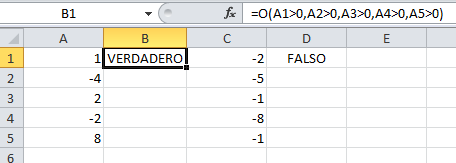 B1 fx =O(A1>0,A2>0,A3>0,A4>0,A5>0)
A B C D E
1 1 VERDADERO -2 FALSO
2 -4 -5
3 2 -1
4 -2 -8
5 8 -1